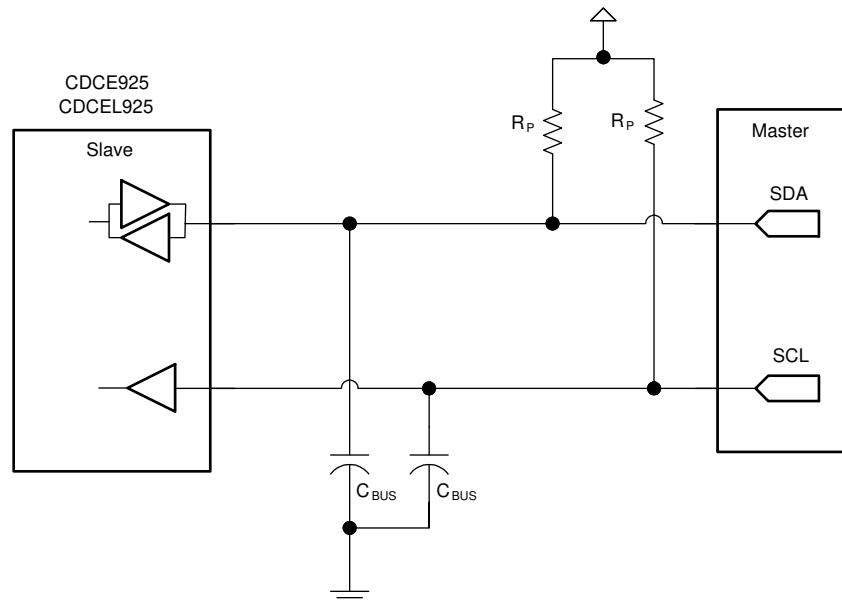 CDCE925
CDCEL925
Slave
R_P
R_P
Master
SDA
SCL
C_BUS
C_BUS